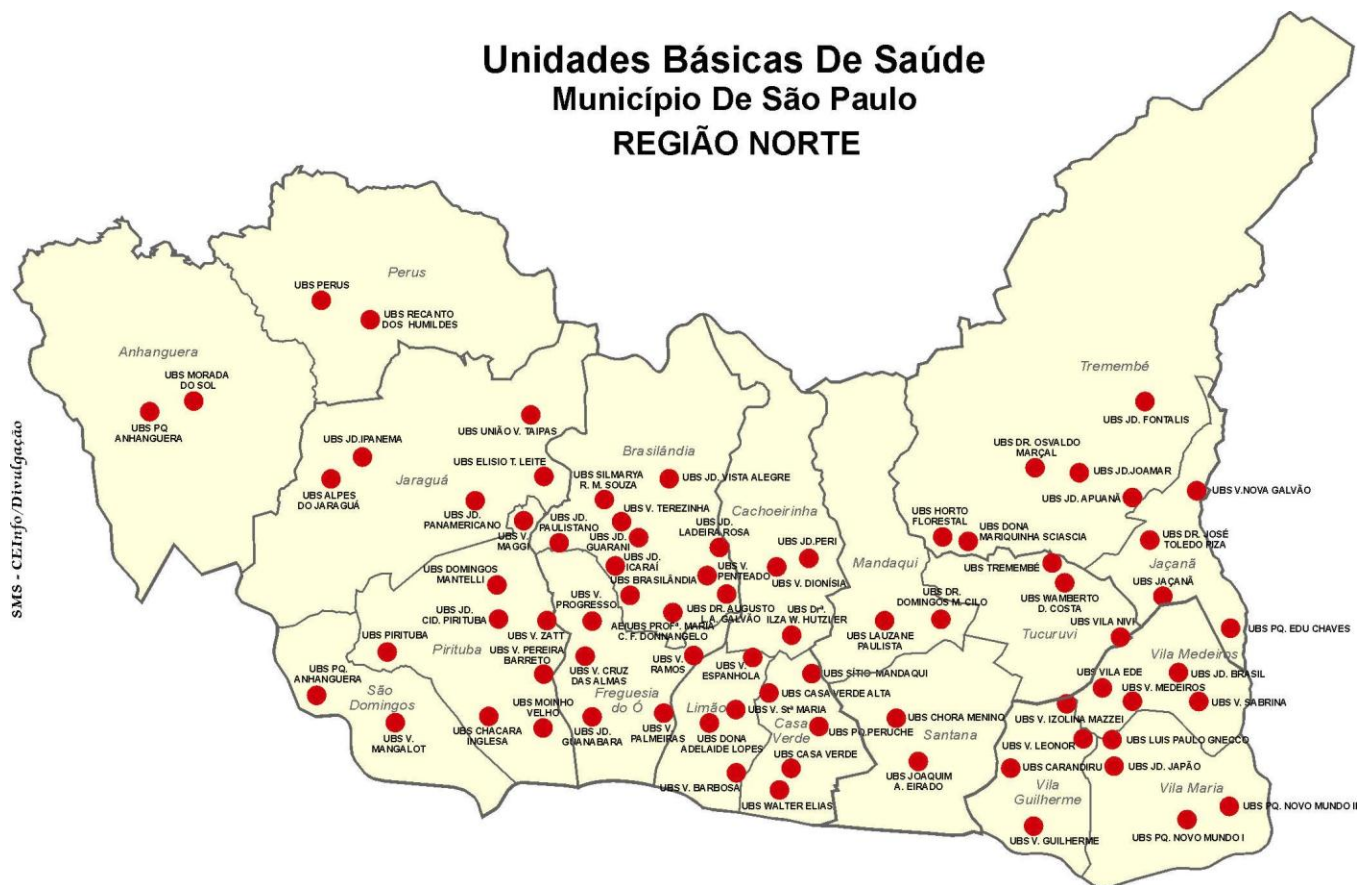 Unidades Básicas De Saúde
Município De São Paulo
REGIÃO NORTE
SMS - CEInfo/Divulgação
Perus
UBS PERUS
UBS RECANTO
DOS HUMILDES
Anhanguera
UBS MORADA
DO SOL
UBS PQ
ANHANGUERA
Tremembé
UBS JD. FONTALIS
UBS DR. OSVALDO
MARÇAL
UBS JD.JOAMAR
UBS JD. APUANÃ
UBS V.NOVA GALVÃO
UBS HORTO
FLORESTAL
UBS DONA
MARIQUINHA SCIASCIA
UBS DR. JOSÉ
TOLEDO PIZA
Jaçanã
UBS JAÇANÃ
UBS TREMEMBÉ
UBS WAMBERTO
D. COSTA
Tucuruvi
UBS VILA NIVI
UBS UNIÃO V. TAIPAS
UBS JD.IPANEMA
UBS ELISIO T. LEITE
Jaraguá
UBS ALPES
DO JARAGUÁ
UBS JD.
PANAMERICANO
UBS V.
MAGGI
Brasilândia
UBS JD. VISTA ALEGRE
UBS SILMARYA
R. M. SOUZA
UBS V. TEREZINHA
UBS JD.
PAULISTANO
UBS JD.
GUARANI
UBS JD.
LADEIRA ROSA
UBS JD.
ICARAÍ
UBS BRASILÂNDIA
UBS V.
PENTEADO
UBS DR. AUGUSTO
L.A. GALVÃO
AE/UBS PROFª. MARIA
C. F. DONNANGELO
Cachoeirinha
UBS JD.PERI
UBS V. DIONÍSIA
UBS Drª.
ILZA W. HUTZLER
UBS V.
ESPANHOLA
Mandaqui
UBS DR.
DOMINGOS M. CILO
UBS LAUZANE
PAULISTA
UBS SÍTIO MANDAQUI
UBS DOMINGOS
MANTELLI
UBS JD.
CID. PIRITUBA
UBS V. ZATT
UBS PIRITUBA
Pirituba
UBS V. PEREIRA
BARRETO
UBS MOINHO
VELHO
UBS CHACARA
INGLESA
UBS PQ.
ANHANGUERA
São
Domingos
UBS V.
MANGALOT
UBS V.
PROGRESSO.
UBS V. CRUZ
DAS ALMAS
Freguesia
do Ó
UBS JD.
GUANABARA
UBS V.
PALMEIRAS
UBS V.
RAMOS
Limão
UBS V. Stª MARIA
UBS DONA
ADELAIDE LOPES
UBS V. BARBOSA
UBS CASA VERDE ALTA
Casa
Verde
UBS PQ.PERUCHE
UBS CASA VERDE
UBS WALTER ELIAS
UBS CHORA MENINO
Santana
UBS JOAQUIM
A. EIRADO
UBS PQ. EDU CHAVES
Vila Medeiros
UBS JD. BRASIL
UBS VILA EDE
UBS V. MEDEIROS
UBS V. SABRINA
UBS V. IZOLINA MAZZEI
UBS V. LEONOR
UBS LUIS PAULO GNECCO
UBS CARANDIRU
UBS JD. JAPÃO
Vila
Guilherme
UBS V. GUILHERME
Vila Maria
UBS PQ. NOVO MUNDO II
UBS PQ. NOVO MUNDO I